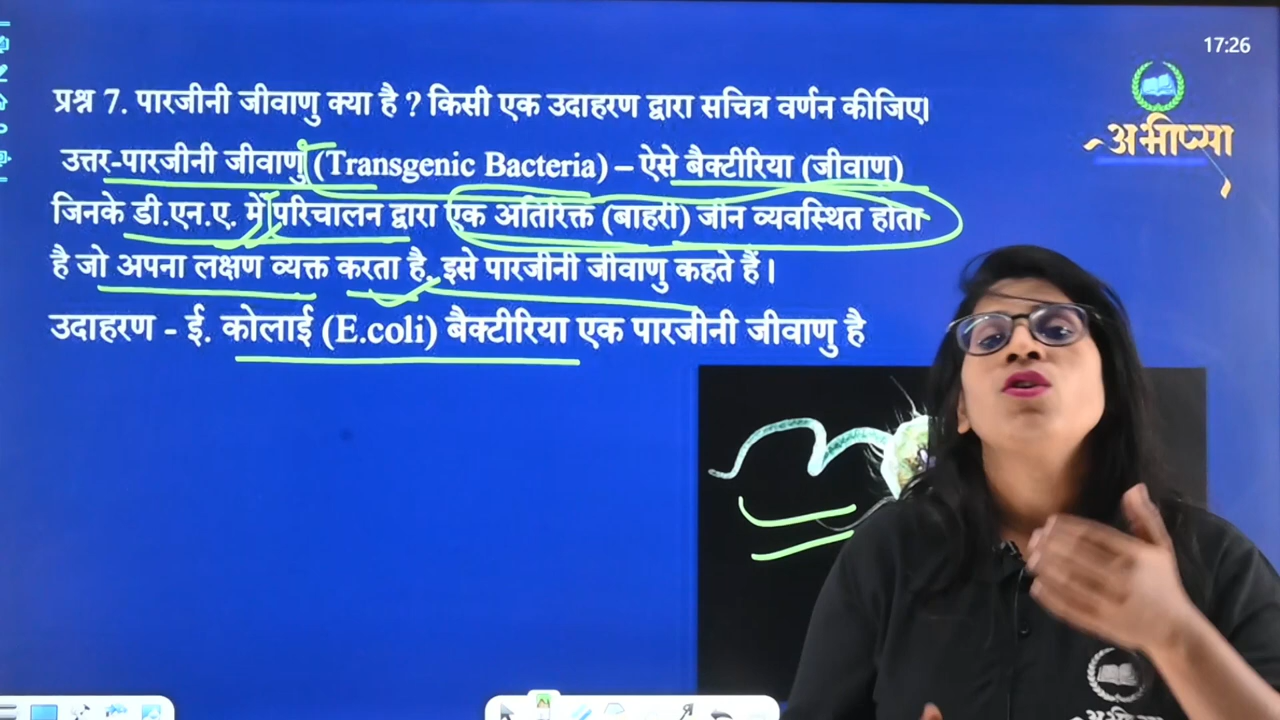 17:26
प्रश्न 7. पारजीनी जीवाणु क्या है ? किसी एक उदाहरण द्वारा सचित्र वर्णन कीजिए।
अभीप्सा
उत्तर-पारजीनी जीवाणु (Transgenic Bacteria) – ऐसे बैक्टीरिया (जीवाणु)
जिनके डी.एन.ए. में परिचालन द्वारा एक अतिरिक्त (बाहरी) जीन व्यवस्थित होता
है जो अपना लक्षण व्यक्त करता है, इसे पारजीनी जीवाणु कहते हैं।
उदाहरण - ई. कोलाई (E.coli) बैक्टीरिया एक पारजीनी जीवाणु है